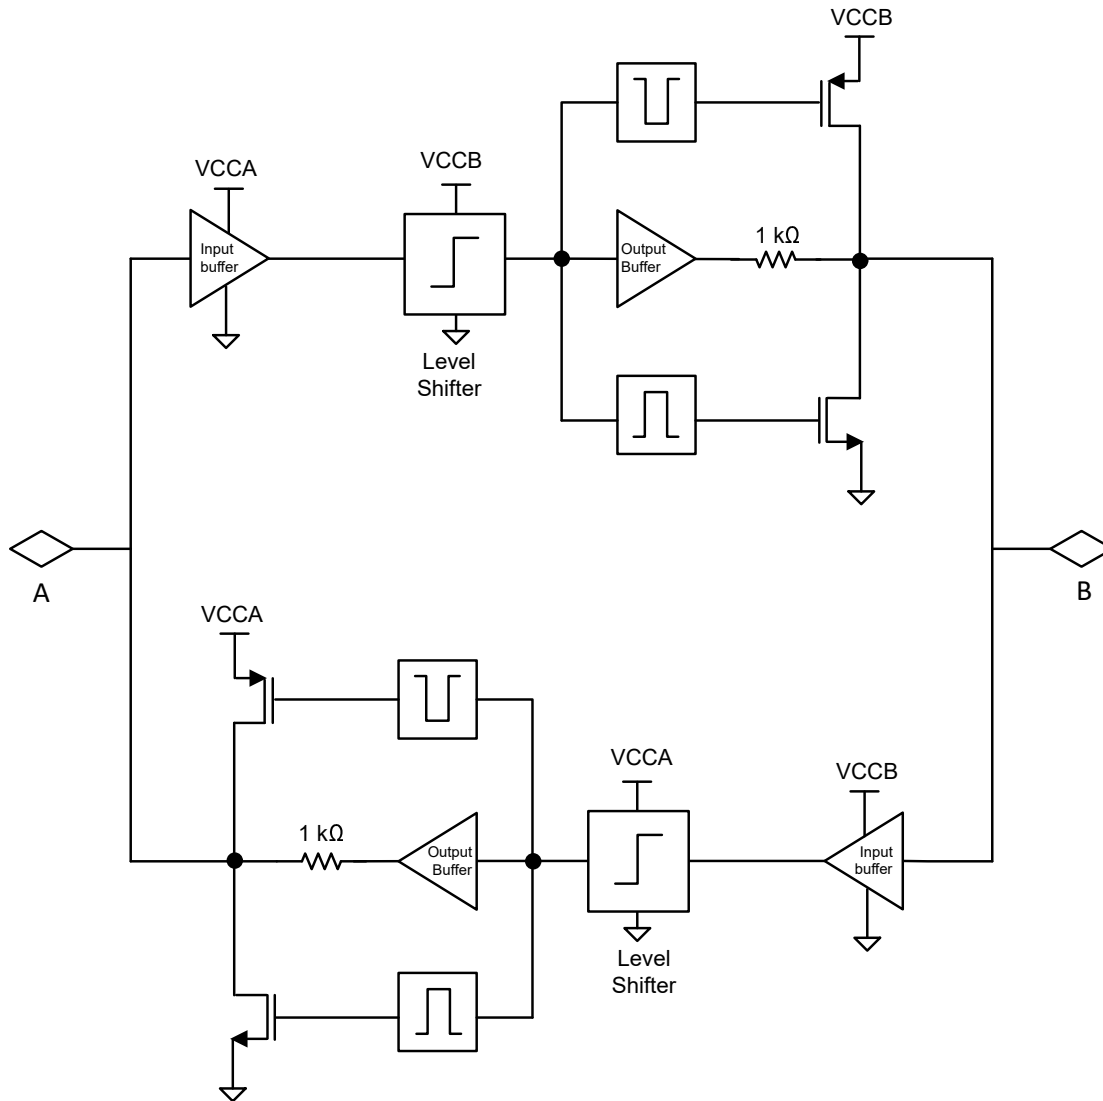 VCCB
VCCA
VCCB
Input
buffer
Output
Buffer
1 kΩ
Level
Shifter
A
B
VCCA
VCCA
VCCB
1 kΩ
Output
Buffer
Input
buffer
Level
Shifter